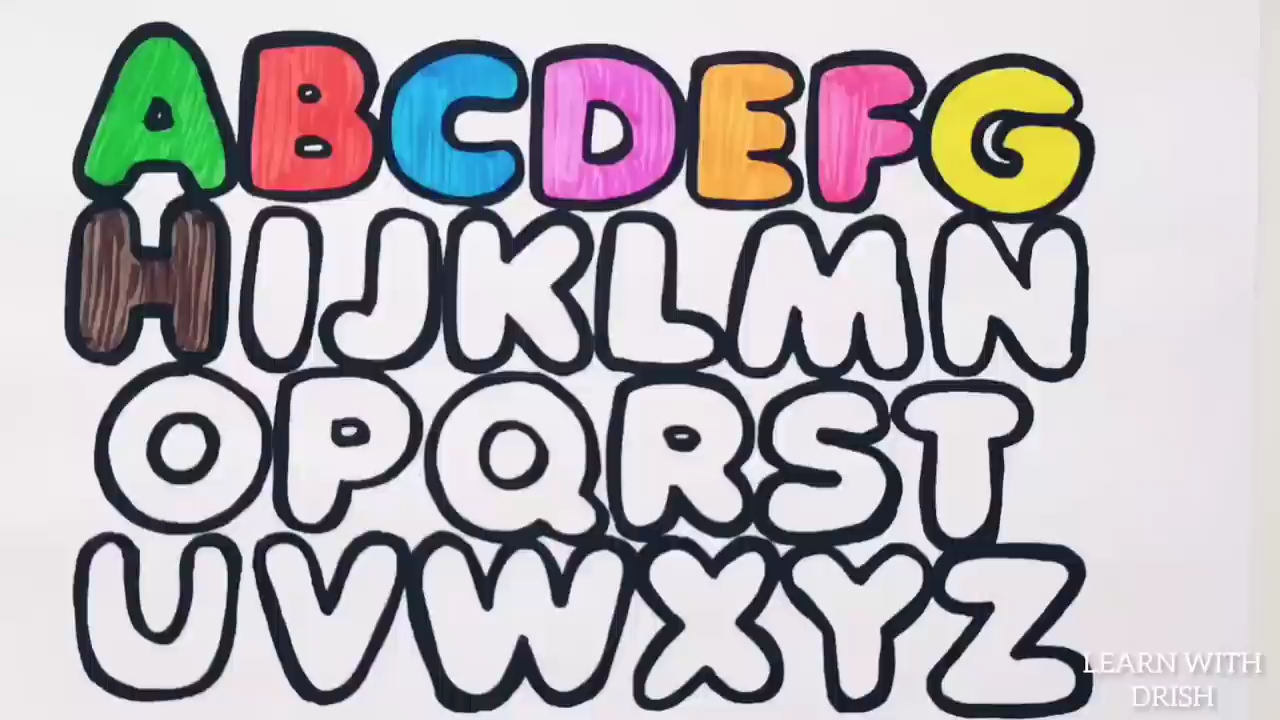 ABCDEFG
HIJKLMN
OPQRST
UVWXYZ
LEARN WITH
DRISH